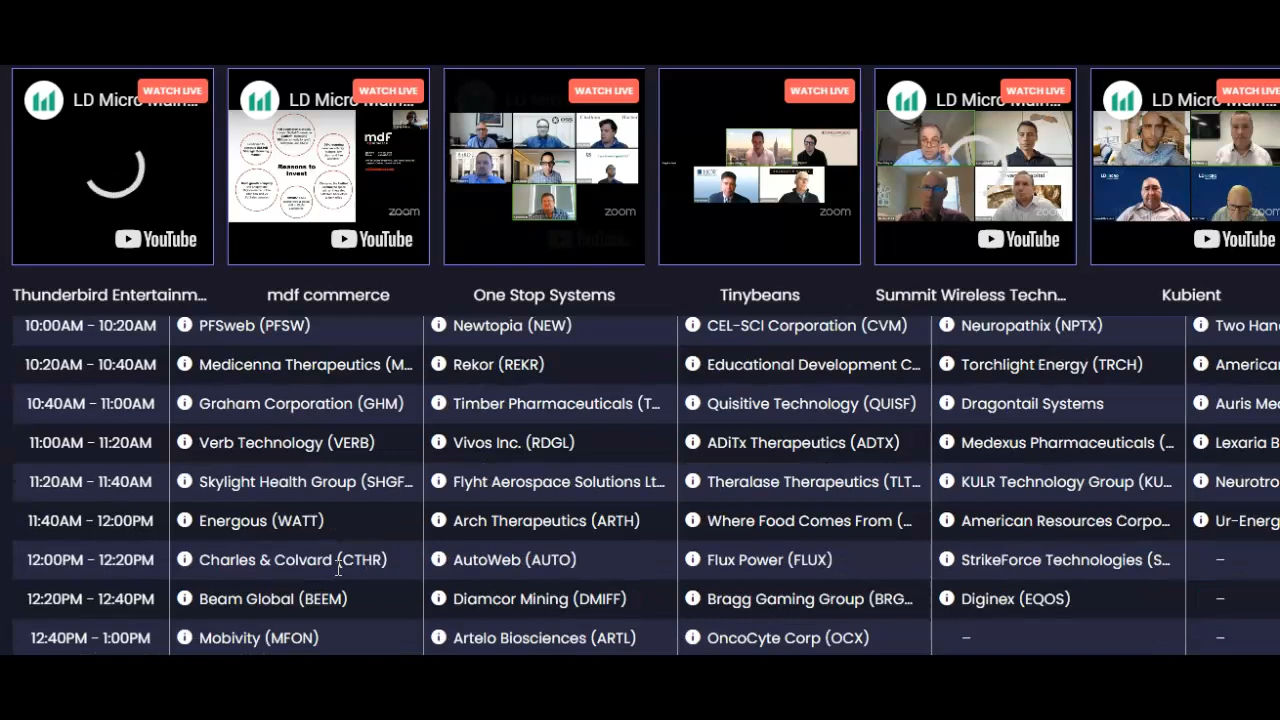 LD Micro Main... WATCH LIVE
LD Micro Main... WATCH LIVE
WATCH LIVE
WATCH LIVE
LD Micro WATCH LIVE
LD Mic WATCH LIVE
Reasons to Invest
mdf
zoom
zoom
zoom
zoom
YouTube
YouTube
YouTube
YouTube
YouTube
Thunderbird Entertainm...
mdf commerce
One Stop Systems
Tinybeans
Summit Wireless Techn...
Kubient
10:00AM - 10:20AM PFSweb (PFSW) Newtopia (NEW) CEL-SCI Corporation (CVM) Neuropathix (NPTX) Two Han
10:20AM - 10:40AM Medicenna Therapeutics (M... Rekor (REKR) Educational Development C... Torchlight Energy (TRCH) American
10:40AM - 11:00AM Graham Corporation (GHM) Timber Pharmaceuticals (T... Quisitive Technology (QUISF) Dragontail Systems Auris Me
11:00AM - 11:20AM Verb Technology (VERB) Vivos Inc. (RDGL) ADiTx Therapeutics (ADTX) Medexus Pharmaceuticals (... Lexaria B
11:20AM - 11:40AM Skylight Health Group (SHGF... Flyht Aerospace Solutions Lt... Theralase Therapeutics (TLT... KULR Technology Group (KU... Neurotro
11:40AM - 12:00PM Energous (WATT) Arch Therapeutics (ARTH) Where Food Comes From (... American Resources Corpo... Ur-Energ
12:00PM - 12:20PM Charles & Colvard (CTHR) AutoWeb (AUTO) Flux Power (FLUX) StrikeForce Technologies (S... –
12:20PM - 12:40PM Beam Global (BEEM) Diamcor Mining (DMIFF) Bragg Gaming Group (BRG... Diginex (EQOS) –
12:40PM - 1:00PM Mobivity (MFON) Artelo Biosciences (ARTL) OncoCyte Corp (OCX) – –